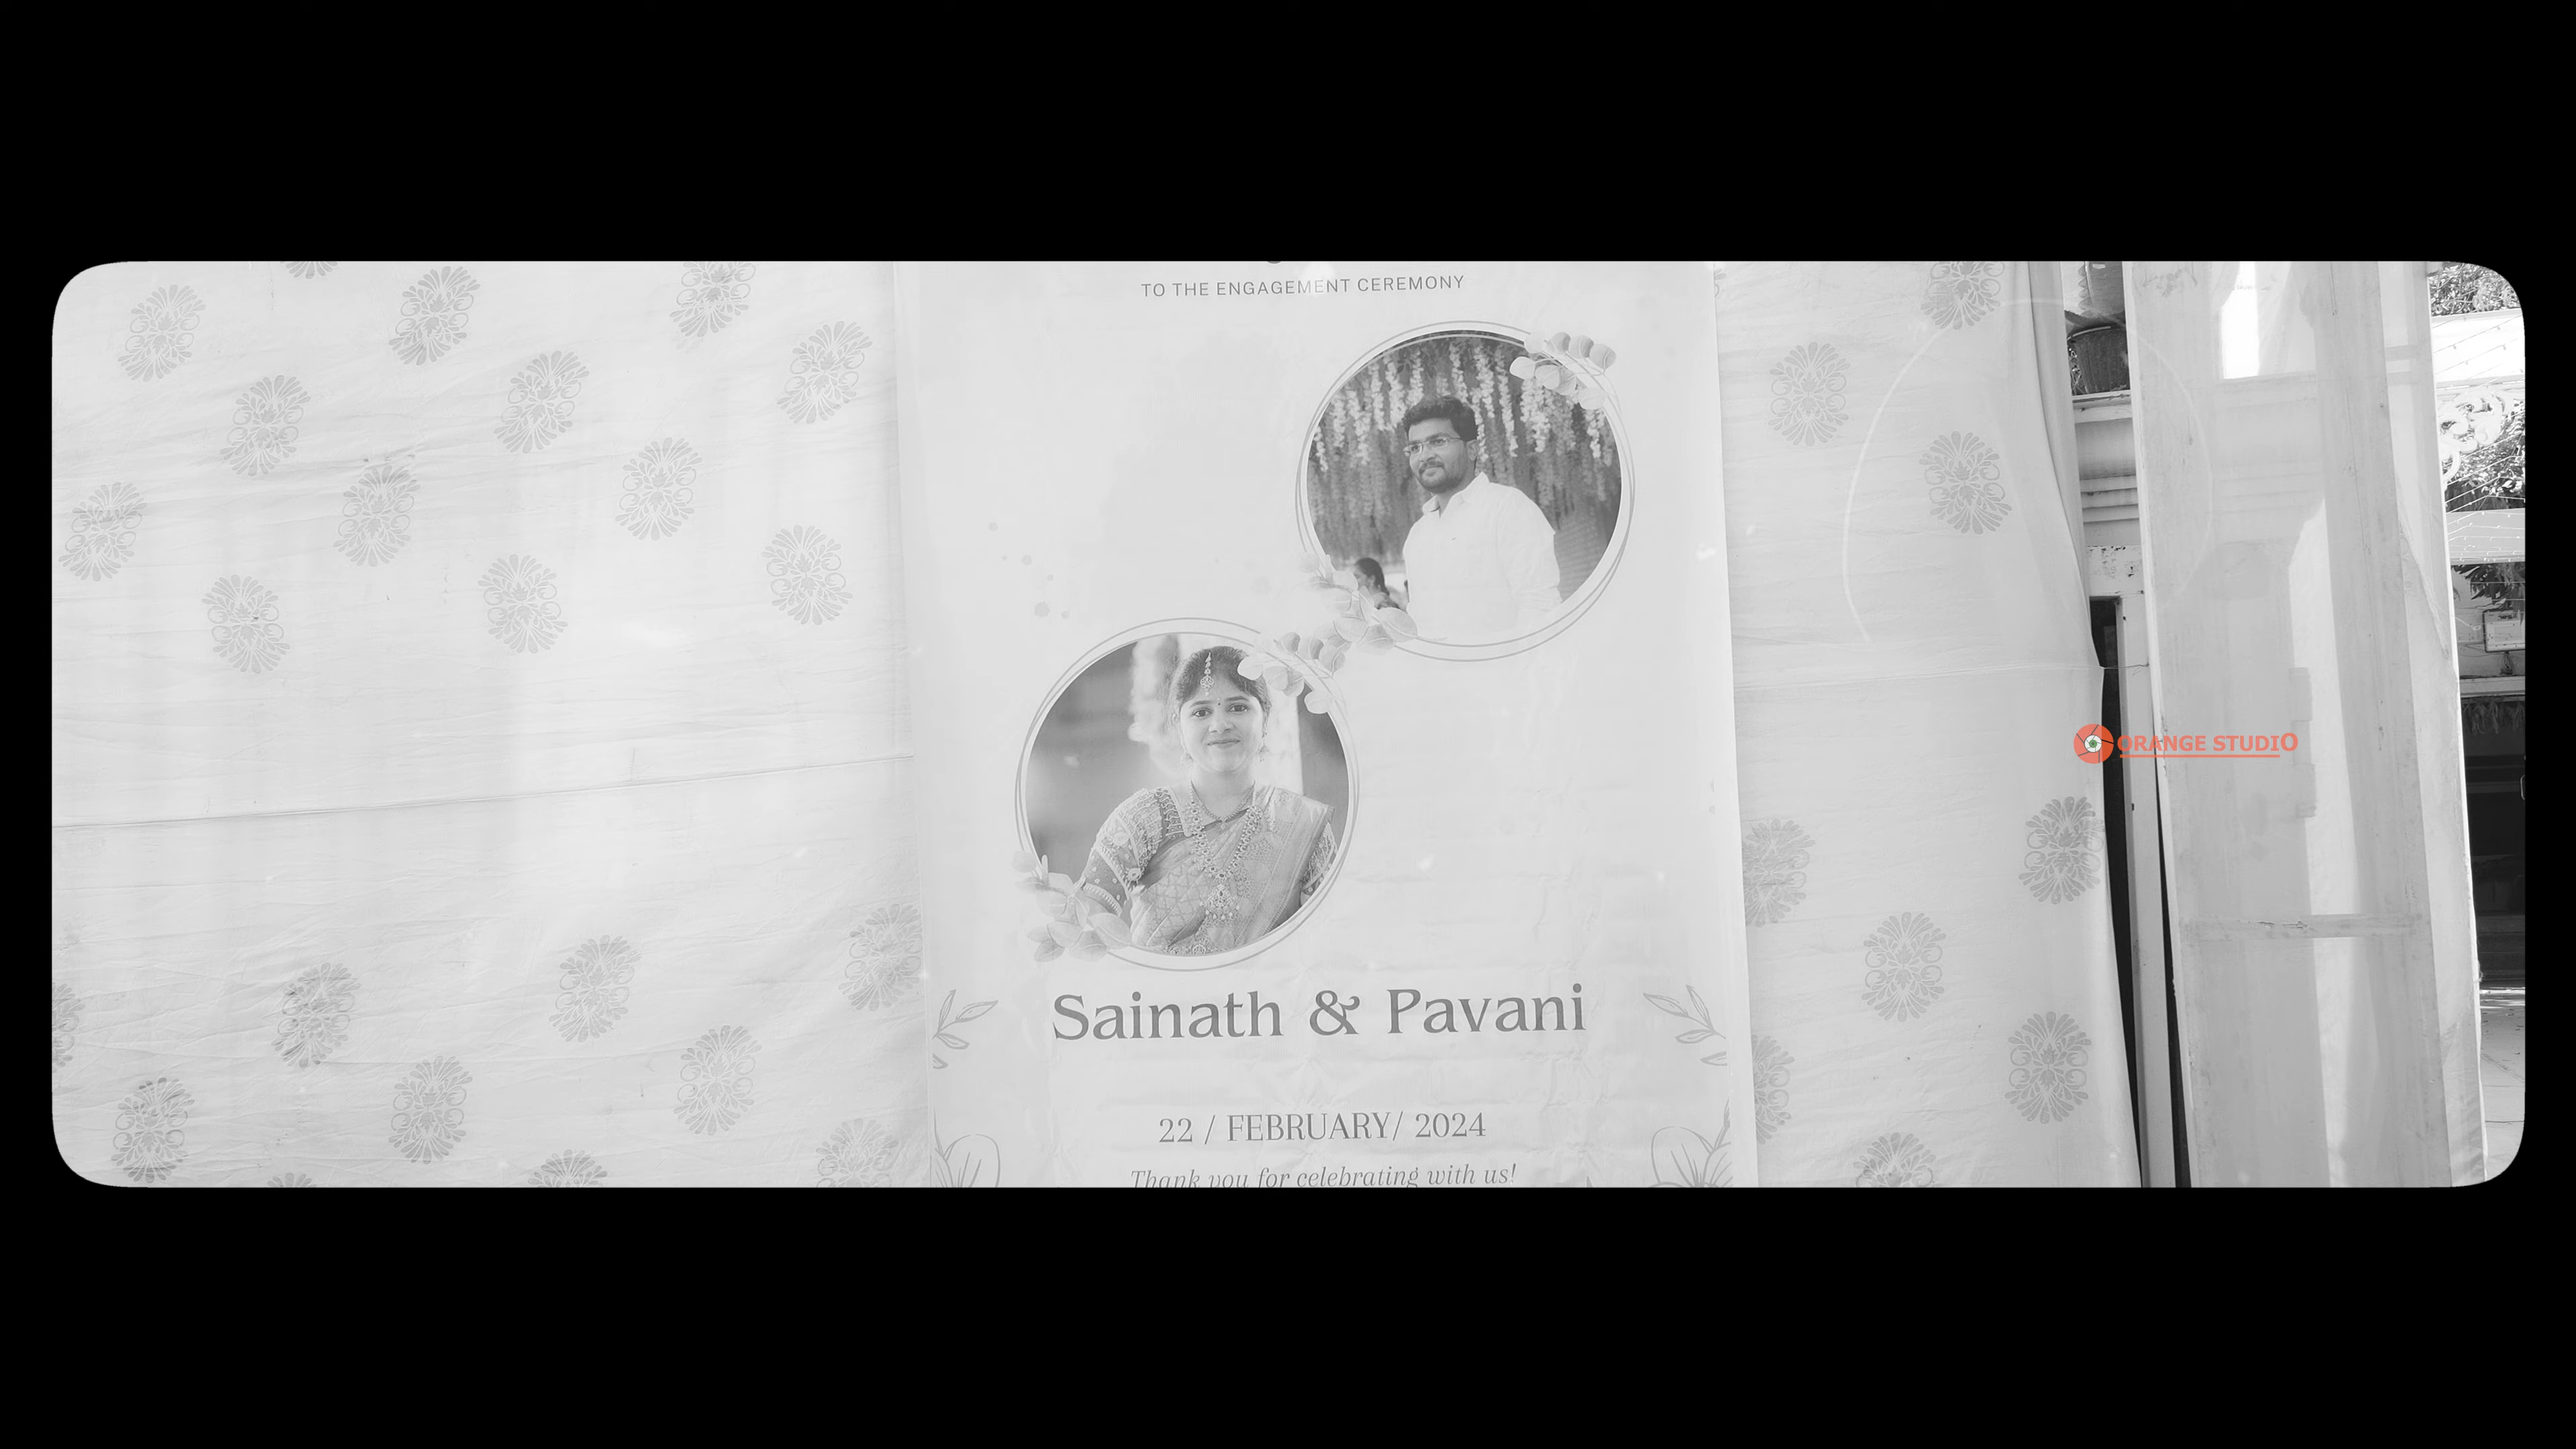 TO THE ENGAGEMENT CEREMONY
Sainath & Pavani
22 / FEBRUARY/ 2024
Thank you for celebrating with us!
ORANGE STUDIO